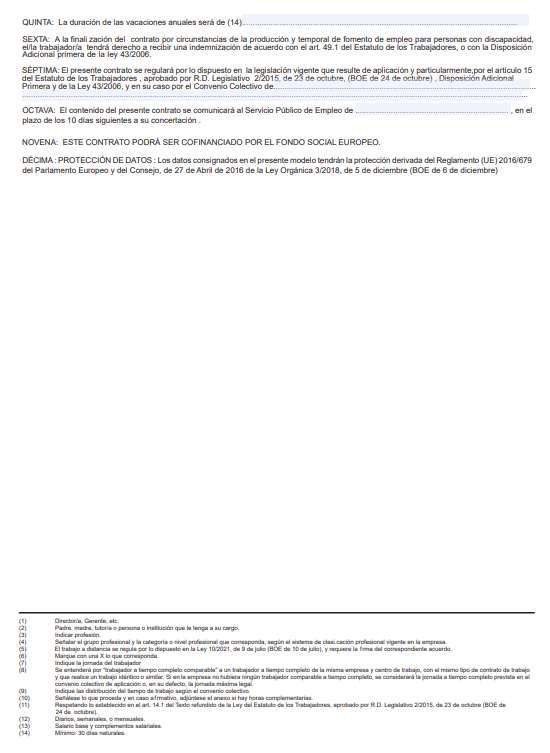 QUINTA: La duración de las vacaciones anuales será de (14)........................................
SEXTA: A la finali zación del contrato por circunstancias de la producción y temporal de fomento de empleo para personas con discapacidad,
el/la trabajador/a tendrá derecho a recibir una indemnización de acuerdo con el art. 49.1 del Estatuto de los Trabajadores, o con la Disposición
Adicional primera de la ley 43/2006.
SÉPTIMA: El presente contrato se regulará por lo dispuesto en la legislación vigente que resulte de aplicación y particularmente,por el artículo 15
del Estatuto de los Trabajadores , aprobado por R.D. Legislativo 2/2015, de 23 de octubre, (BOE de 24 de octubre) , Disposición Adicional
Primera y de la Ley 43/2006, y en su caso por el Convenio Colectivo de........................................
........................................
OCTAVA: El contenido del presente contrato se comunicará al Servicio Público de Empleo de ........................................ , en el
plazo de los 10 días siguientes a su concertación .
NOVENA: ESTE CONTRATO PODRÁ SER COFINANCIADO POR EL FONDO SOCIAL EUROPEO.
DÉCIMA : PROTECCIÓN DE DATOS : Los datos consignados en el presente modelo tendrán la protección derivada del Reglamento (UE) 2016/679
del Parlamento Europeo y del Consejo, de 27 de Abril de 2016 de la Ley Orgánica 3/2018, de 5 de diciembre (BOE de 6 de diciembre)
(1) Director/a, Gerente, etc.
(2) Padre, madre, tutor/a o persona o institución que le tenga a su cargo.
(3) Indicar profesión.
(4) Señalar el grupo profesional y la categoría o nivel profesional que corresponda, según el sistema de clasi.cación profesional vigente en la empresa.
(5) El trabajo a distancia se regula por lo dispuesto en la Ley 10/2021, de 9 de julio (BOE de 10 de julio), y requiere la firma del correspondiente acuerdo.
(6) Marque con una X lo que corresponda.
(7) Indique la jornada del trabajador
(8) Se entenderá por "trabajador a tiempo completo comparable" a un trabajador a tiempo completo de la misma empresa y centro de trabajo, con el mismo tipo de contrato de trabajo
y que realice un trabajo idéntico o similar. Si en la empresa no hubiera ningún trabajador comparable a tiempo completo, se considerará la jornada a tiempo completo prevista en el
convenio colectivo de aplicación o, en su defecto, la jornada máxima legal.
(9) Indique las distribución del tiempo de trabajo según el convenio colectivo.
(10) Señálese lo que proceda y en caso afirmativo, adjúntese el anexo si hay horas complementarias.
(11) Respetando lo establecido en el art. 14.1 del Texto refundido de la Ley del Estatuto de los Trabajadores, aprobado por R.D. Legislativo 2/2015, de 23 de octubre (BOE de
24 de octubre).
(12) Diarios, semanales, o mensuales.
(13) Salario base y complementos salariales.
(14) Mínimo: 30 días naturales.